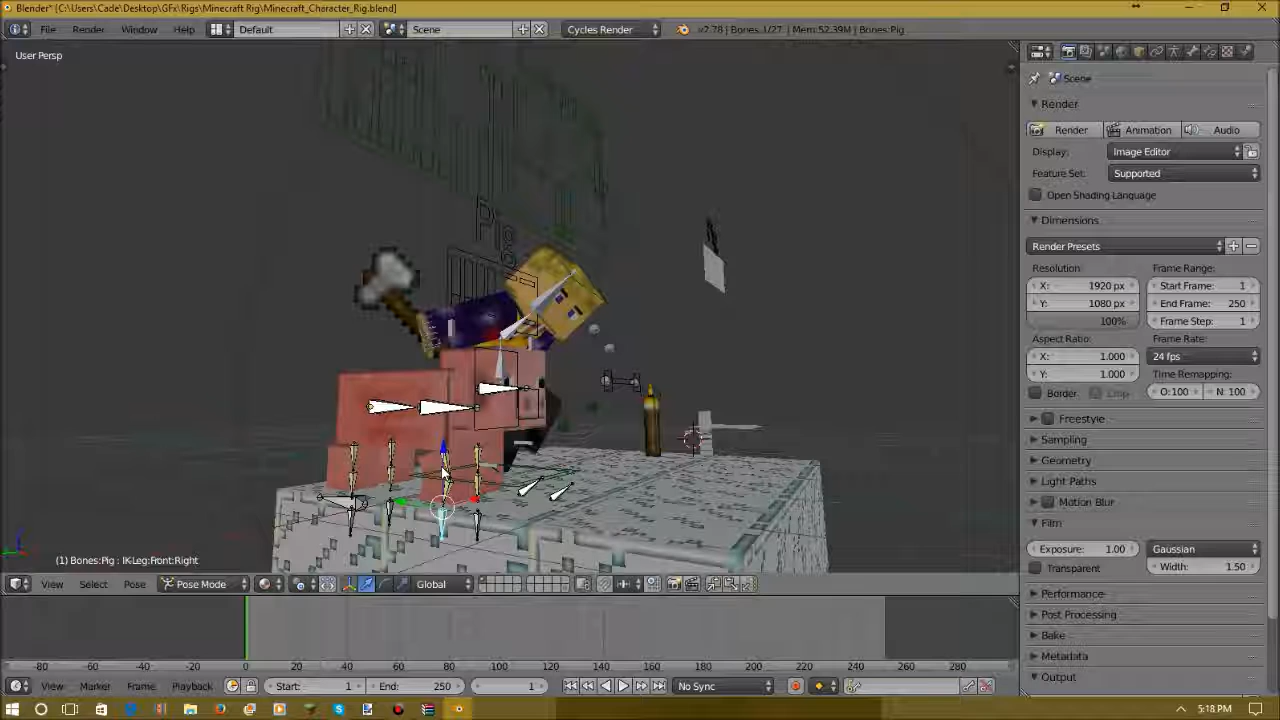 Blender* [C:\Users\Cade\Desktop\GFx\Rigs\Minecraft Rig\Minecraft_Character_Rig.blend]
File Render Window Help Default Scene Cycles Render v2.78 | Bones:1/27 | Mem:52.39M | Bones:Pig
User Persp
Scene
Render
Render Animation Audio
Display: Image Editor
Feature Set: Supported
Open Shading Language
Dimensions
Render Presets
Resolution: Frame Range:
X: 1920 px Start Frame: 1
Y: 1080 px End Frame: 250
100% Frame Step: 1
Aspect Ratio: Frame Rate:
X: 1.000 24 fps
Y: 1.000 Time Remapping:
Border Crop O:100 N: 100
Freestyle
Sampling
Geometry
Light Paths
Motion Blur
Film
Exposure: 1.00 Gaussian
Transparent Width: 1.50
Performance
Post Processing
Bake
Metadata
Output
Pig
(1) Bones:Pig : IK:Leg:Front:Right
View Select Pose Pose Mode Global
-80 -60 -40 -20 0 20 40 60 80 100 120 140 160 180 200 220 240 260 280
View Marker Frame Playback Start: 1 End: 250 1 No Sync
5:18 PM